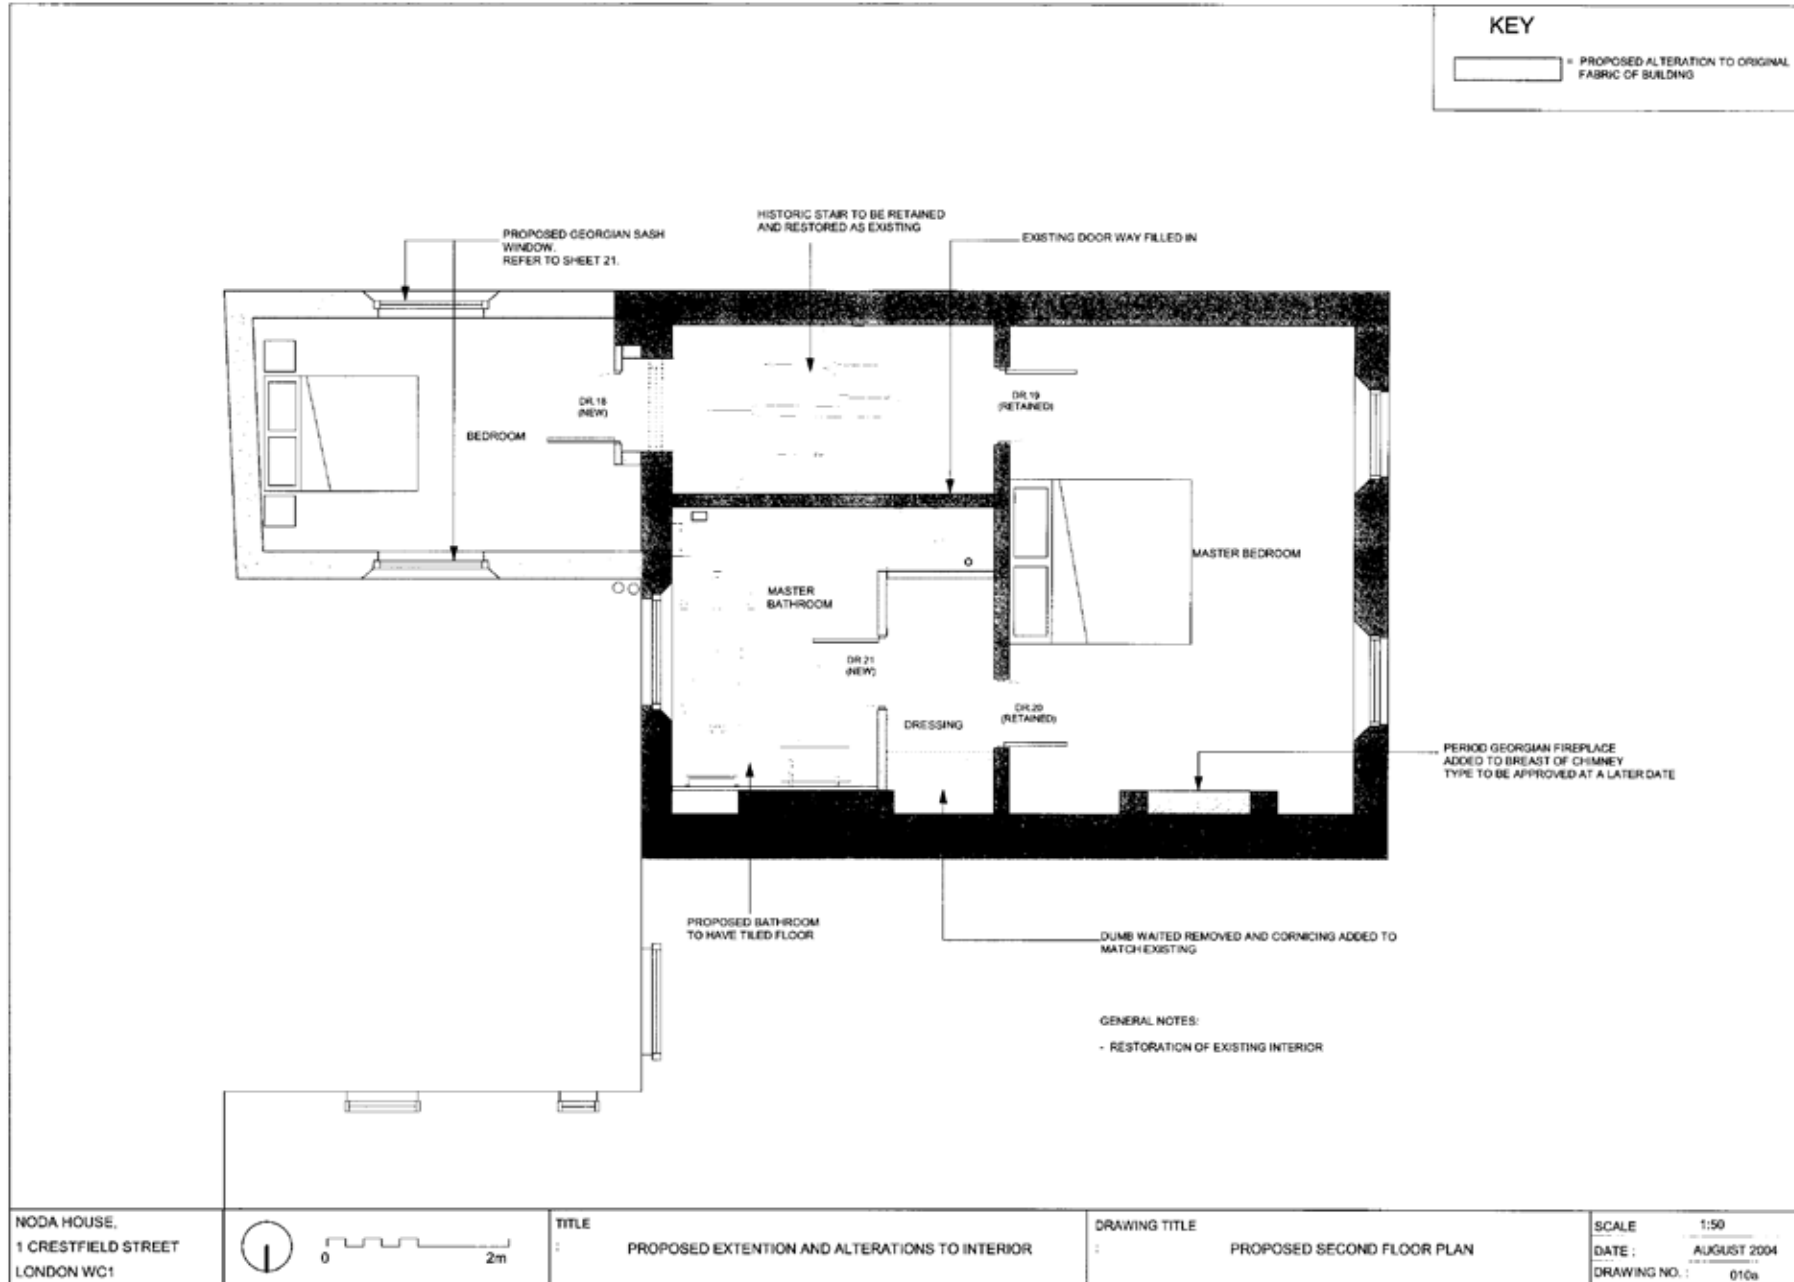 KEY
= PROPOSED ALTERATION TO ORIGINAL
FABRIC OF BUILDING
HISTORIC STAIR TO BE RETAINED
AND RESTORED AS EXISTING
PROPOSED GEORGIAN SASH
WINDOW.
REFER TO SHEET 21.
EXISTING DOOR WAY FILLED IN
DR.18
(NEW)
DR.19
(RETAINED)
BEDROOM
MASTER BEDROOM
MASTER
BATHROOM
DR.21
(NEW)
DR.20
(RETAINED)
DRESSING
PERIOD GEORGIAN FIREPLACE
ADDED TO BREAST OF CHIMNEY
TYPE TO BE APPROVED AT A LATER DATE
PROPOSED BATHROOM
TO HAVE TILED FLOOR
DUMB WAITED REMOVED AND CORNICING ADDED TO
MATCH EXISTING
GENERAL NOTES:
- RESTORATION OF EXISTING INTERIOR
NODA HOUSE,
1 CRESTFIELD STREET
LONDON WC1
0 2m
TITLE
:
PROPOSED EXTENTION AND ALTERATIONS TO INTERIOR
DRAWING TITLE
:
PROPOSED SECOND FLOOR PLAN
SCALE 1:50
DATE : AUGUST 2004
DRAWING NO. : 010a